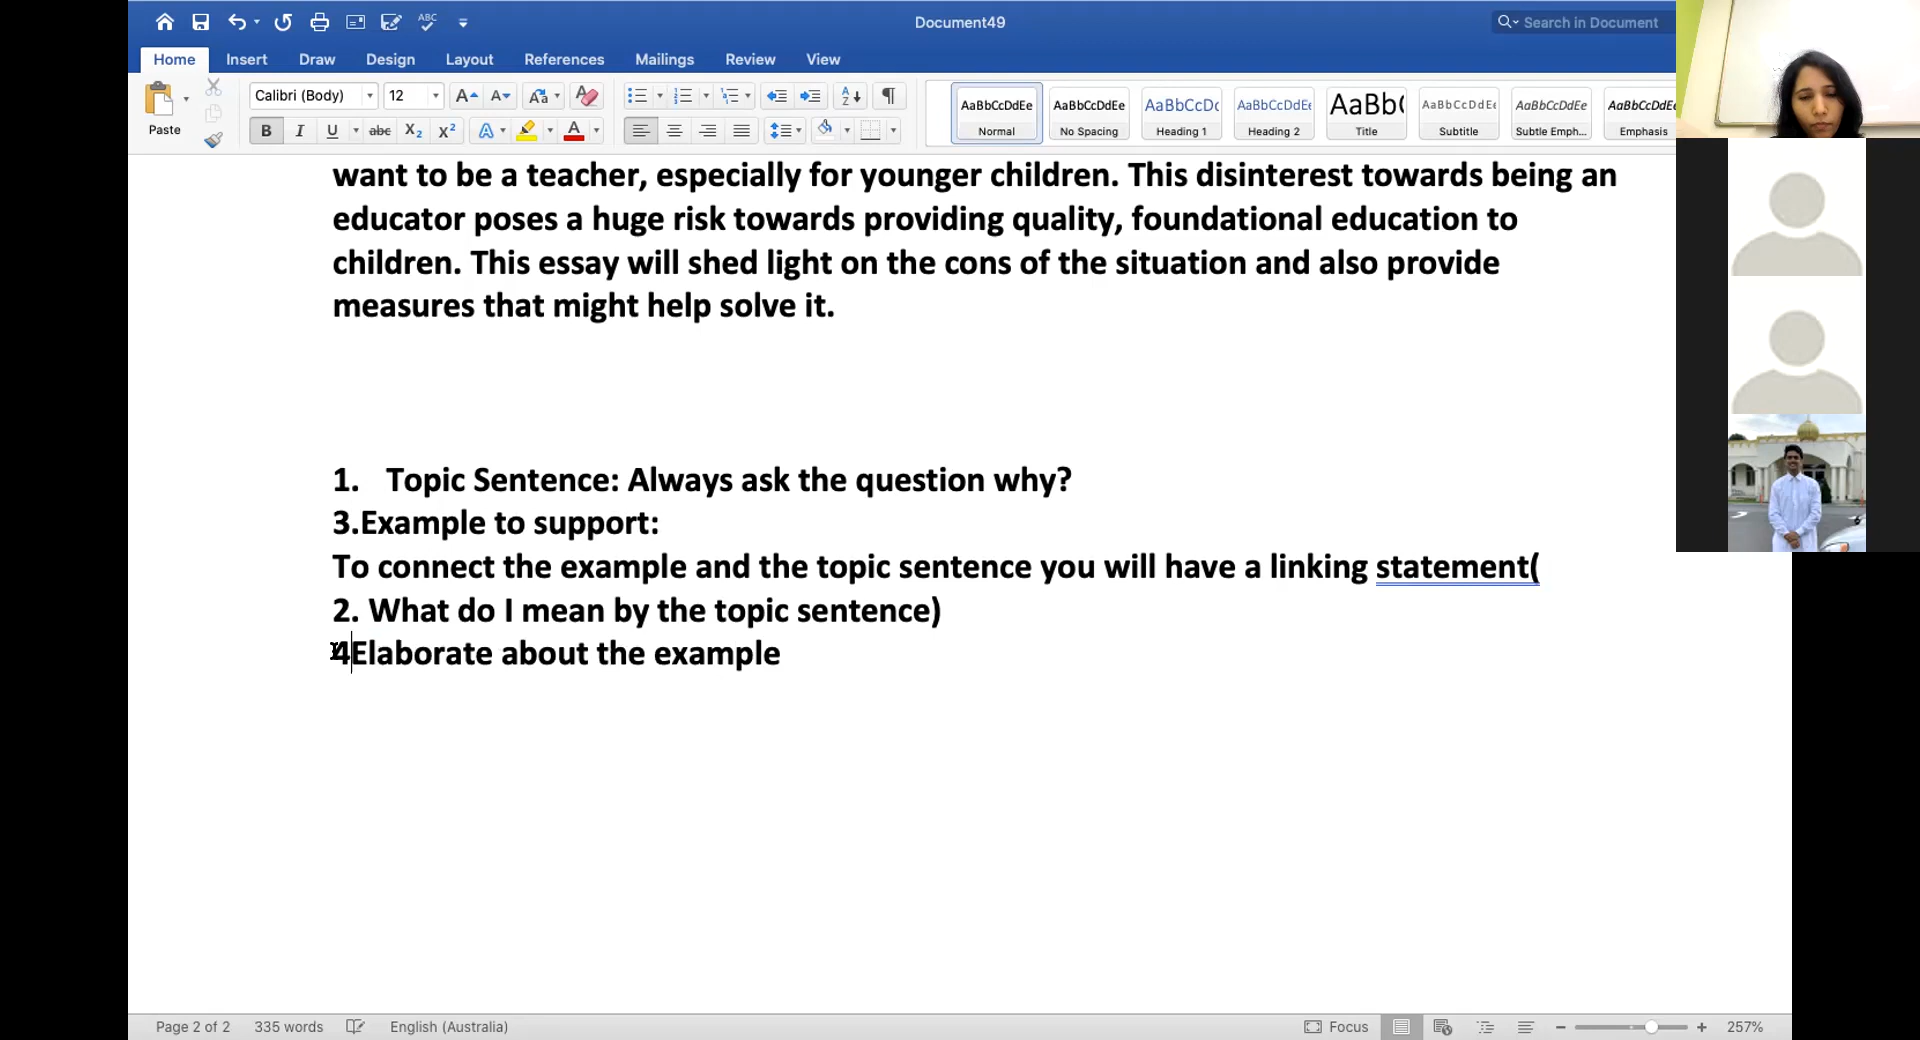 ABC
Document49
Search in Document
Home Insert Draw Design Layout References Mailings Review View
Paste
Calibri (Body) 12
AaBbCcDdEe AaBbCcDdEe AaBbCcDc AaBbCcDdEe AaBb( AaBbCcDdEe AaBbCcDdEe AaBbCcDdEe
Normal No Spacing Heading 1 Heading 2 Title Subtitle Subtle Emph... Emphasis
want to be a teacher, especially for younger children. This disinterest towards being an
educator poses a huge risk towards providing quality, foundational education to
children. This essay will shed light on the cons of the situation and also provide
measures that might help solve it.
1. Topic Sentence: Always ask the question why?
3.Example to support:
To connect the example and the topic sentence you will have a linking statement(
2. What do I mean by the topic sentence)
4Elaborate about the example
Page 2 of 2 335 words English (Australia) Focus 257%